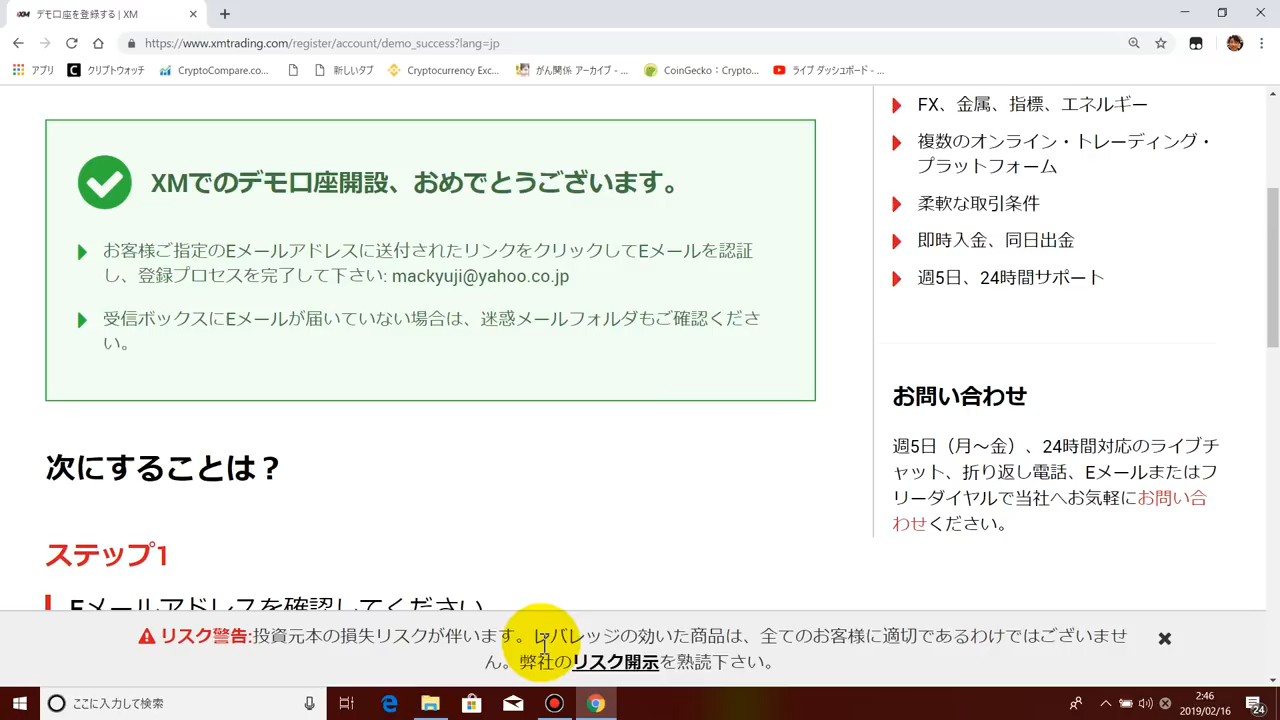 XM デモ口座を登録する | XM
https://www.xmtrading.com/register/account/demo_success?lang=jp
アプリ クリプトウォッチ CryptoCompare.co... 新しいタブ Cryptocurrency Exc... がん関係 アーカイブ - ... CoinGecko：Crypto... ライブ ダッシュボード - ...
XMでのデモ口座開設、おめでとうございます。
お客様ご指定のEメールアドレスに送付されたリンクをクリックしてEメールを認証
し、登録プロセスを完了して下さい: mackyuji@yahoo.co.jp
受信ボックスにEメールが届いていない場合は、迷惑メールフォルダもご確認くださ
い。
次にすることは？
ステップ1
Eメールアドレスを確認してください
FX、金属、指標、エネルギー
複数のオンライン・トレーディング・
プラットフォーム
柔軟な取引条件
即時入金、同日出金
週5日、24時間サポート
お問い合わせ
週5日（月～金）、24時間対応のライブチ
ャット、折り返し電話、Eメールまたはフ
リーダイヤルで当社へお気軽にお問い合
わせください。
リスク警告:投資元本の損失リスクが伴います。レバレッジの効いた商品は、全てのお客様に適切であるわけではございませ
ん。弊社のリスク開示を熟読下さい。
ここに入力して検索
2:46
2019/02/16
24